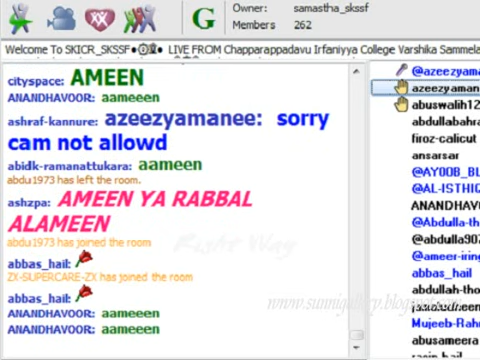 Owner: samastha_skssf
G Members 262
Welcome To SKICR_SKSSF LIVE FROM Chapparappadavu Irfaniyya College Varshika Sammela
cityspace: AMEEN
ANANDHAVOOR: aameeen
ashraf-kannure: azeezyamanee: sorry
cam not allowd
abidk-ramanattukara: aameen
abdu1973 has left the room.
ashzpa: AMEEN YA RABBAL
ALAMEEN
abdu1973 has joined the room
abbas_hail:
ZX-SUPERCARE-ZX has joined the room
abbas_hail:
ANANDHAVOOR: aameeen
ANANDHAVOOR: aameeen
Right Way
www.sunnigallery.blogspot.com
@azeezyama
azeezyaman
abuswalih12
abdullabahra
firoz-calicut
ansarsar
@AYOOB_BL
@AL-ISTHIQ
ANANDHAVO
@Abdulla-th
@abdulla907
@ameer-iring
abbas_hail
abdullah-tho
Mujeeb-Rah
abusameera